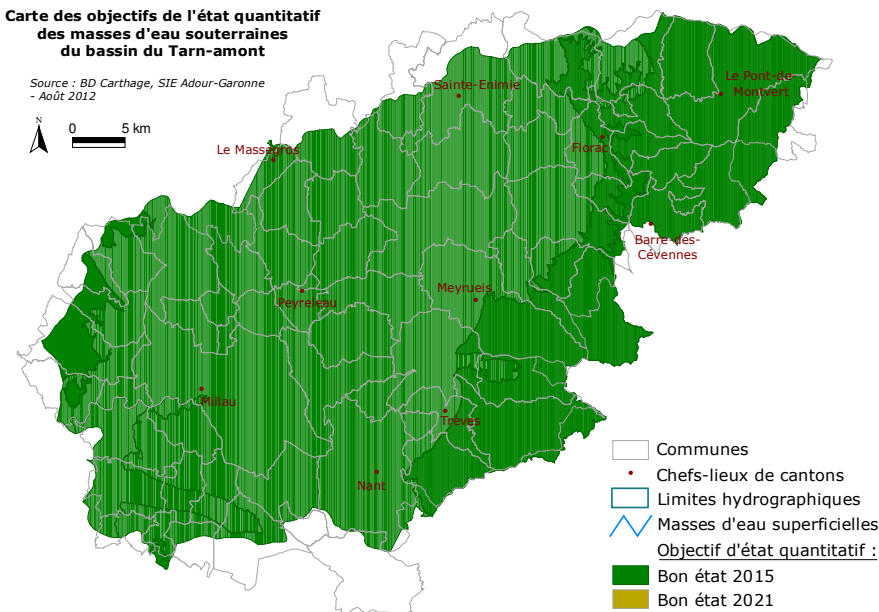 Carte des objectifs de l'état quantitatif
des masses d'eau souterraines
du bassin du Tarn-amont
Source : BD Carthage, SIE Adour-Garonne
- Août 2012
N
0 5 km
Sainte-Enimie
Le Pont-de-
Montvert
Le Massegros
Florac
Barre-des-
Cévennes
Meyrueis
Peyreleau
Millau
Trêves
Nant
Communes
Chefs-lieux de cantons
Limites hydrographiques
Masses d'eau superficielles
Objectif d'état quantitatif :
Bon état 2015
Bon état 2021